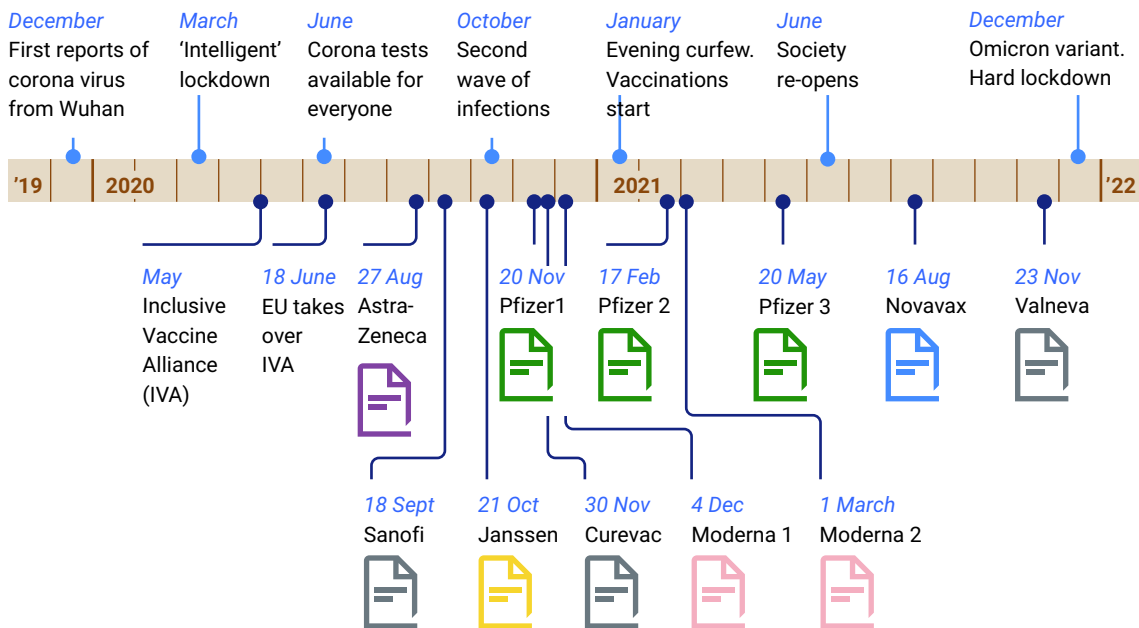 December
First reports of
corona virus
from Wuhan
March
‘Intelligent’
lockdown
June
Corona tests
available for
everyone
October
Second
wave of
infections
January
Evening curfew.
Vaccinations
start
June
Society
re-opens
December
Omicron variant.
Hard lockdown
’19
2020
2021
’22
May
Inclusive
Vaccine
Alliance
(IVA)
18 June
EU takes
over
IVA
27 Aug
Astra-
Zeneca
20 Nov
Pfizer1
17 Feb
Pfizer 2
20 May
Pfizer 3
16 Aug
Novavax
23 Nov
Valneva
18 Sept
Sanofi
21 Oct
Janssen
30 Nov
Curevac
4 Dec
Moderna 1
1 March
Moderna 2